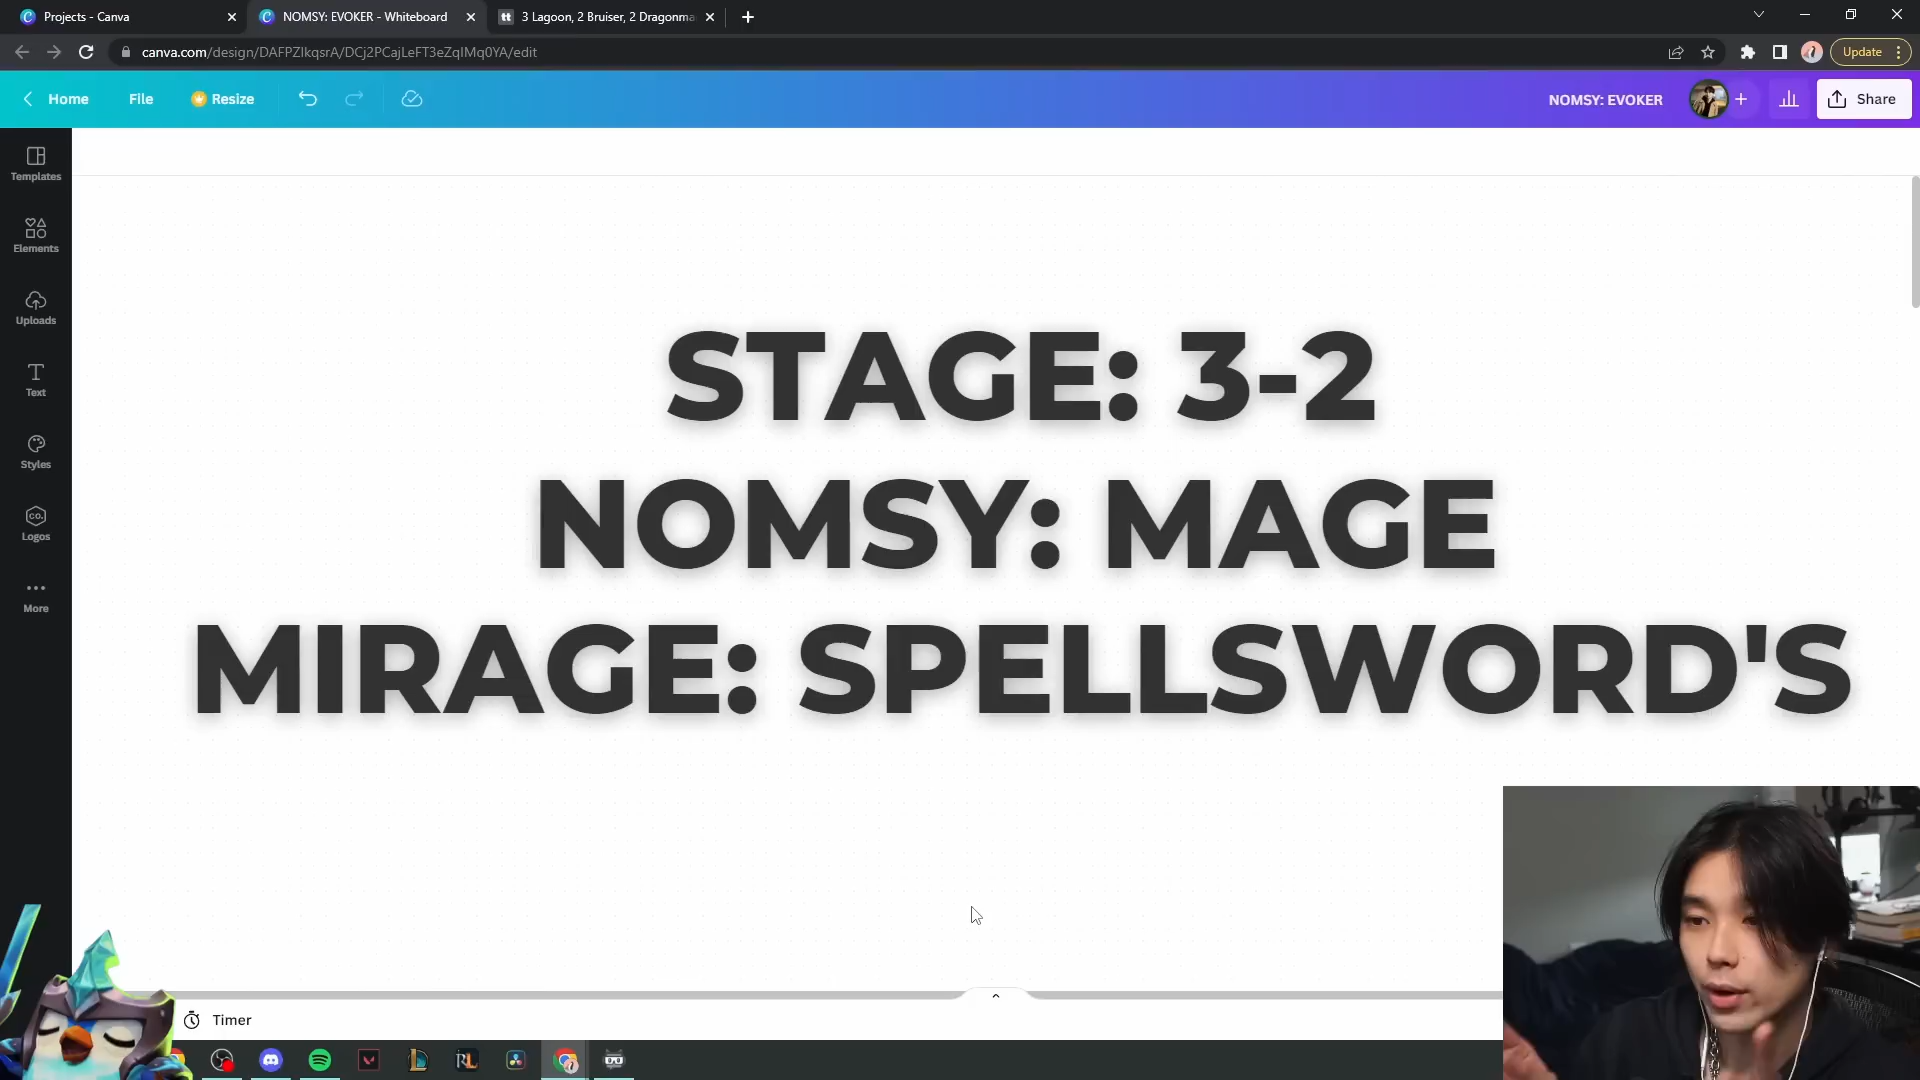 Projects - Canva
NOMSY: EVOKER - Whiteboard
3 Lagoon, 2 Bruiser, 2 Dragonma
canva.com/design/DAFPZIkqsrA/DCj2PCajLeFT3eZqIMq0YA/edit
Update
Home
File
Resize
NOMSY: EVOKER
Share
Templates
Elements
Uploads
Text
Styles
CO.
Logos
More
STAGE: 3-2
NOMSY: MAGE
MIRAGE: SPELLSWORD'S
Timer